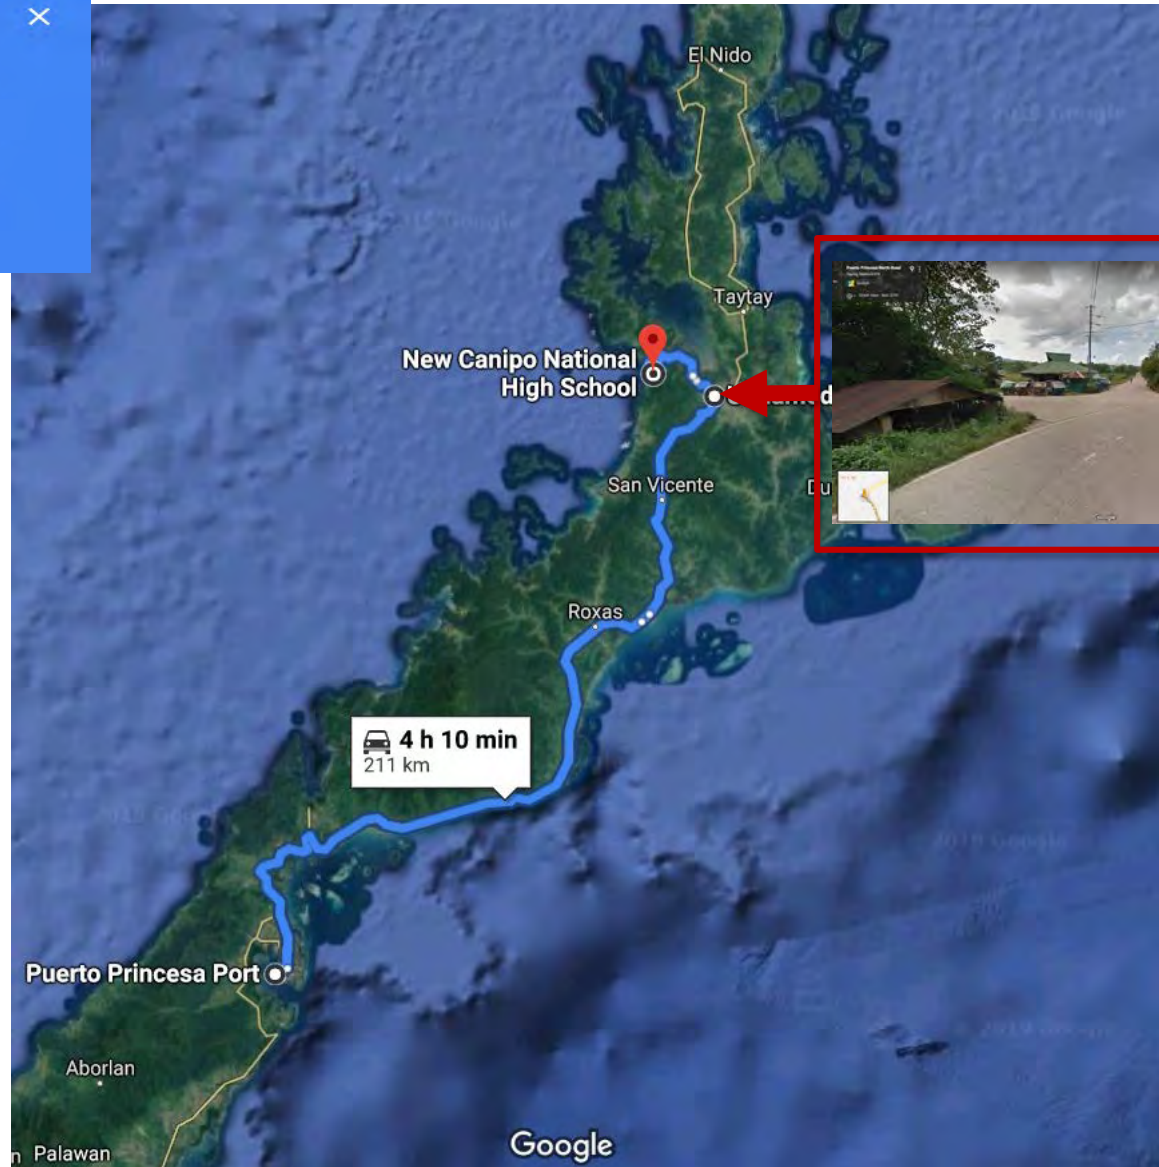 El Nido
Taytay
New Canipo National
High School
San Vicente
Du
Roxas
4 h 10 min
211 km
Puerto Princesa Port
Aborlan
Palawan
Google